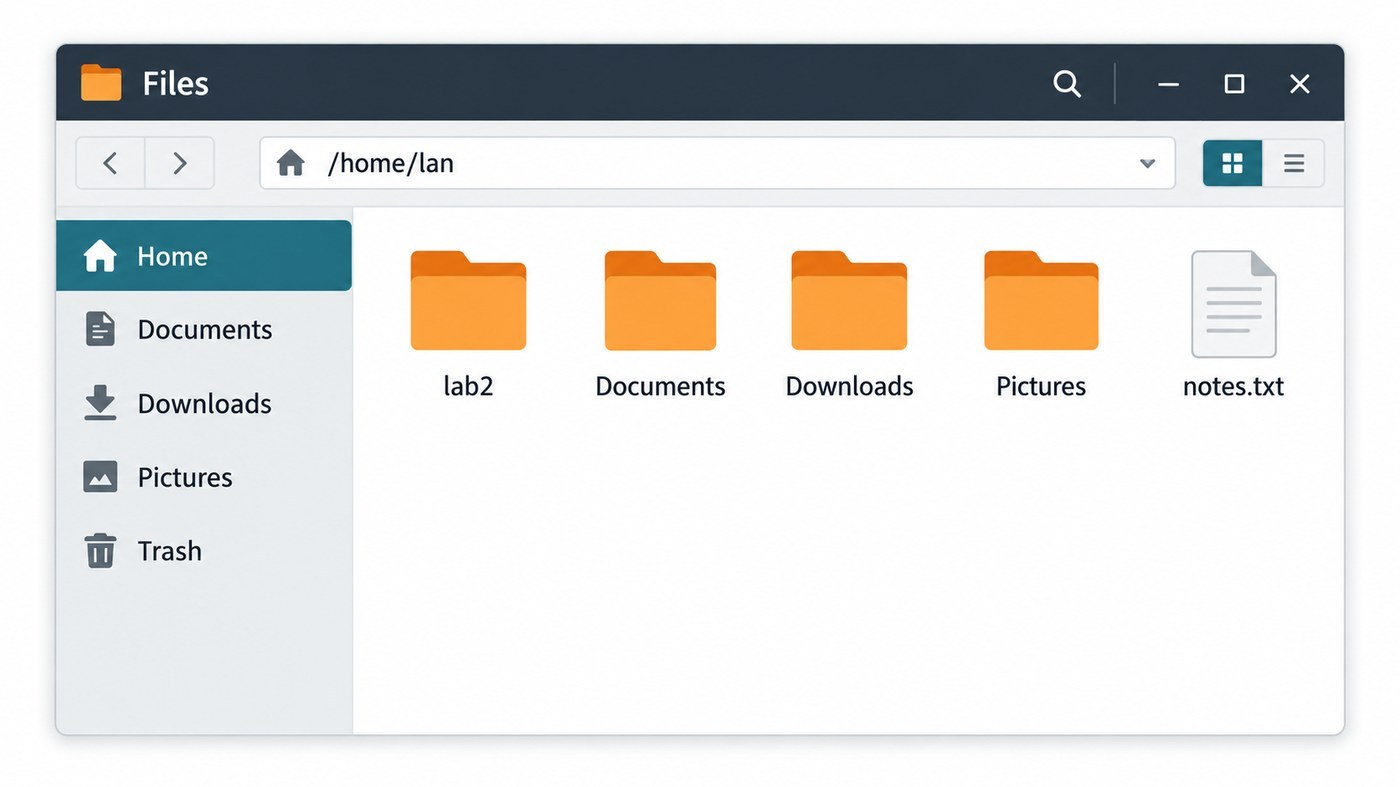 Files
/home/lan
Home
Documents
Downloads
Pictures
Trash
lab2
Documents
Downloads
Pictures
notes.txt